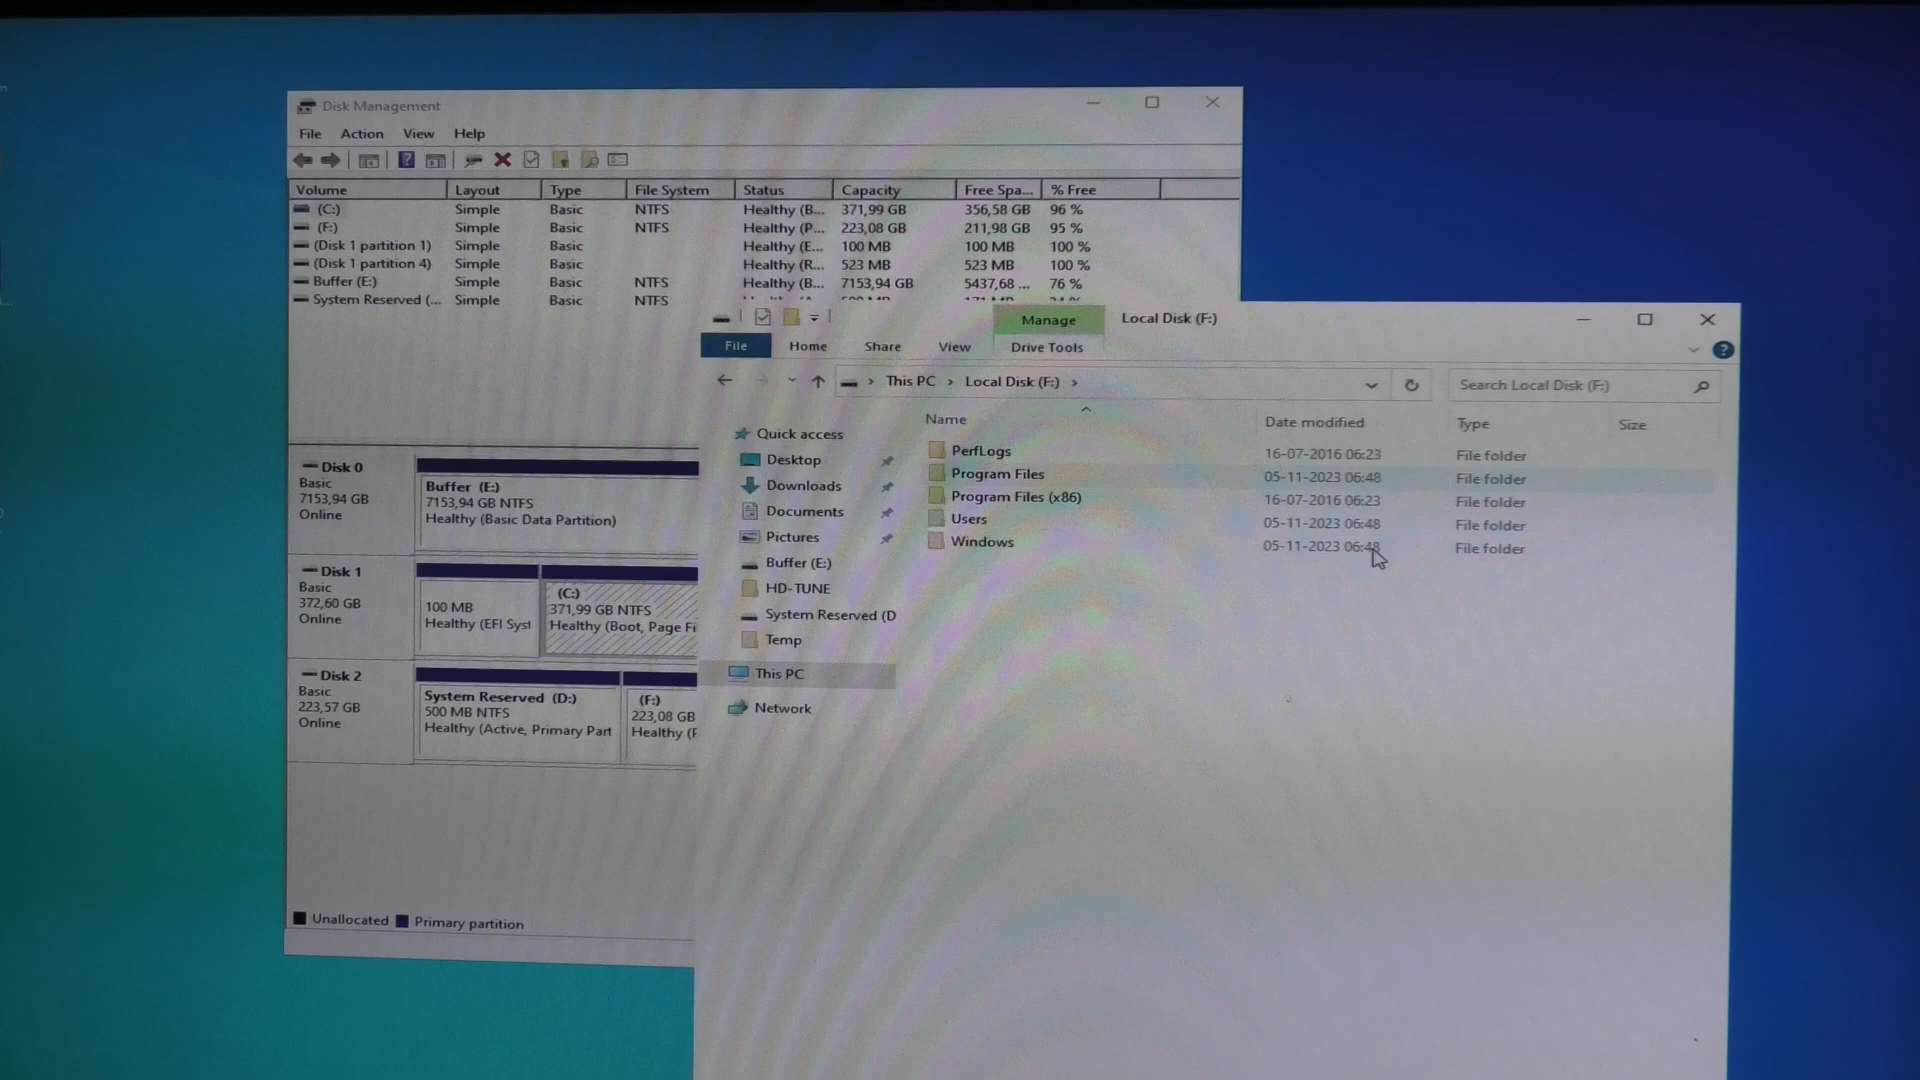 Disk Management
File Action View Help
Volume Layout Type File System Status Capacity Free Spa... % Free
(C:) Simple Basic NTFS Healthy (B... 371,99 GB 356,58 GB 96 %
(F:) Simple Basic NTFS Healthy (P... 223,08 GB 211,98 GB 95 %
(Disk 1 partition 1) Simple Basic Healthy (E... 100 MB 100 MB 100 %
(Disk 1 partition 4) Simple Basic Healthy (R... 523 MB 523 MB 100 %
Buffer (E:) Simple Basic NTFS Healthy (B... 7153,94 GB 5437,68 ... 76 %
System Reserved (... Simple Basic NTFS
Disk 0
Basic
7153,94 GB
Online
Buffer (E:)
7153,94 GB NTFS
Healthy (Basic Data Partition)
Disk 1
Basic
372,60 GB
Online
100 MB
Healthy (EFI Syst
(C:)
371,99 GB NTFS
Healthy (Boot, Page Fi
Disk 2
Basic
223,57 GB
Online
System Reserved (D:)
500 MB NTFS
Healthy (Active, Primary Part
(F:)
223,08 GB
Healthy (P
Unallocated Primary partition
Manage Local Disk (F:)
File Home Share View Drive Tools
This PC › Local Disk (F:) ›
Search Local Disk (F:)
Name Date modified Type Size
PerfLogs 16-07-2016 06:23 File folder
Program Files 05-11-2023 06:48 File folder
Program Files (x86) 16-07-2016 06:23 File folder
Users 05-11-2023 06:48 File folder
Windows 05-11-2023 06:48 File folder
Quick access
Desktop
Downloads
Documents
Pictures
Buffer (E:)
HD-TUNE
System Reserved (D
Temp
This PC
Network